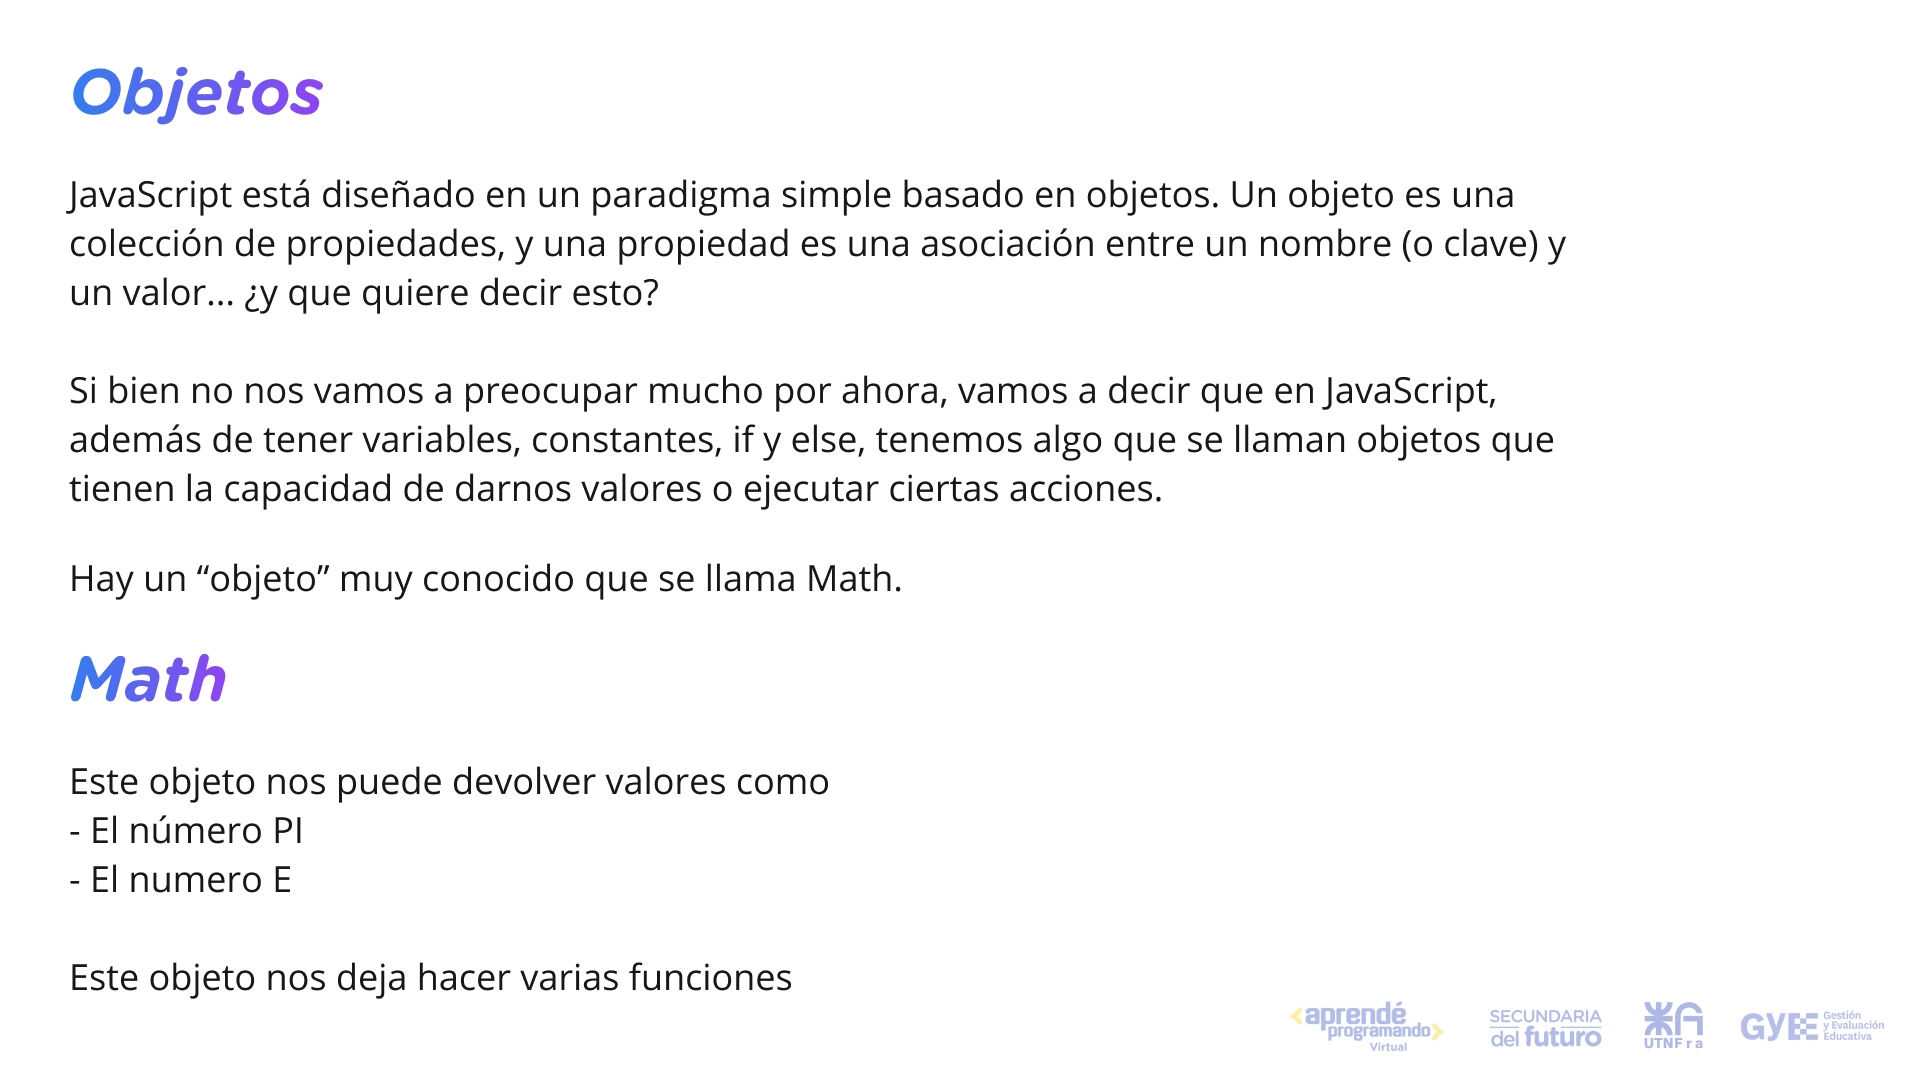 Objetos
JavaScript está diseñado en un paradigma simple basado en objetos. Un objeto es una
colección de propiedades, y una propiedad es una asociación entre un nombre (o clave) y
un valor... ¿y que quiere decir esto?
Si bien no nos vamos a preocupar mucho por ahora, vamos a decir que en JavaScript,
además de tener variables, constantes, if y else, tenemos algo que se llaman objetos que
tienen la capacidad de darnos valores o ejecutar ciertas acciones.
Hay un “objeto” muy conocido que se llama Math.
Math
Este objeto nos puede devolver valores como
- El número PI
- El numero E
Este objeto nos deja hacer varias funciones
<aprendé
programando>
Virtual
SECUNDARIA
del futuro
UTNFra
GyEE
Gestión
y Evaluación
Educativa